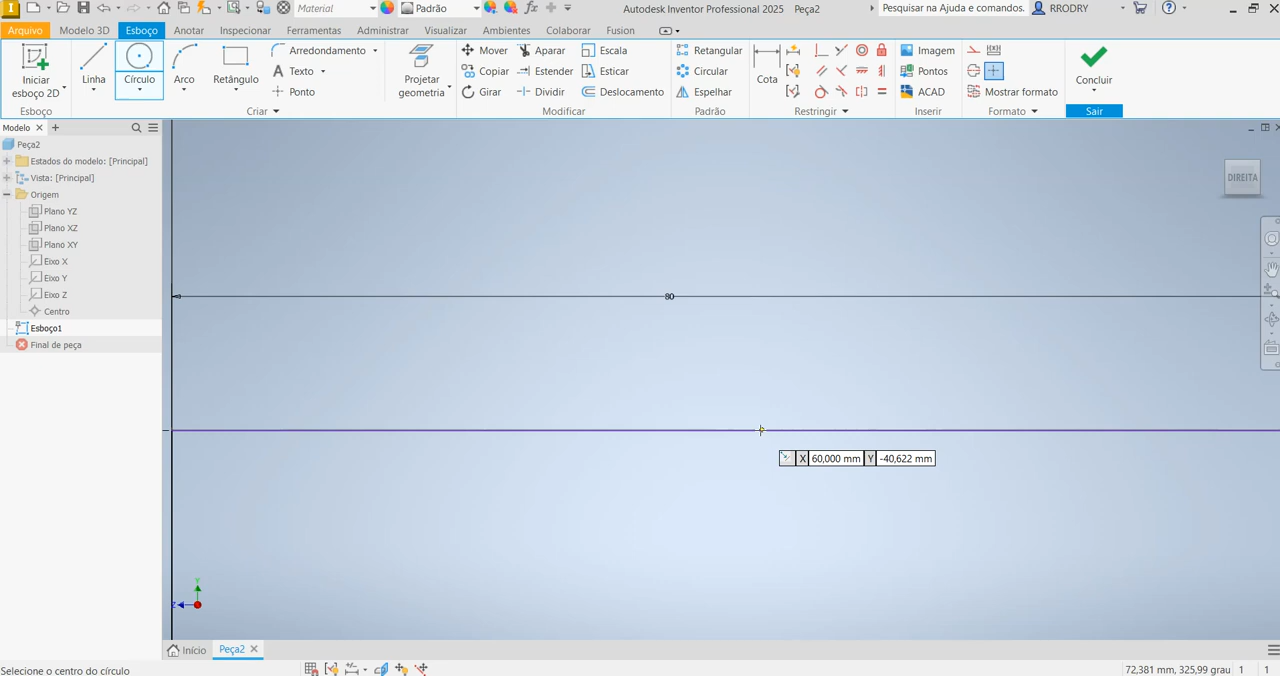 I Material Padrão fx Autodesk Inventor Professional 2025 Peça2 Pesquisar na Ajuda e comandos. RRODRY
Arquivo Modelo 3D Esboço Anotar Inspecionar Ferramentas Administrar Visualizar Ambientes Colaborar Fusion
Iniciar esboço 2D
Linha
Círculo
Arco
Retângulo
Arredondamento
Texto
Ponto
Projetar geometria
Mover Aparar Escala
Copiar Estender Esticar
Girar Dividir Deslocamento
Retangular
Circular
Espelhar
Cota
Imagem
Pontos
ACAD
Mostrar formato
Concluir
Esboço Criar Modificar Padrão Restringir Inserir Formato Sair
Modelo
Peça2
Estados do modelo: [Principal]
Vista: [Principal]
Origem
Plano YZ
Plano XZ
Plano XY
Eixo X
Eixo Y
Eixo Z
Centro
Esboço1
Final de peça
DIREITA
80
X 60,000 mm Y -40,622 mm
Y
Z
Início Peça2
Selecione o centro do círculo 72,381 mm, 325,99 grau 1 1